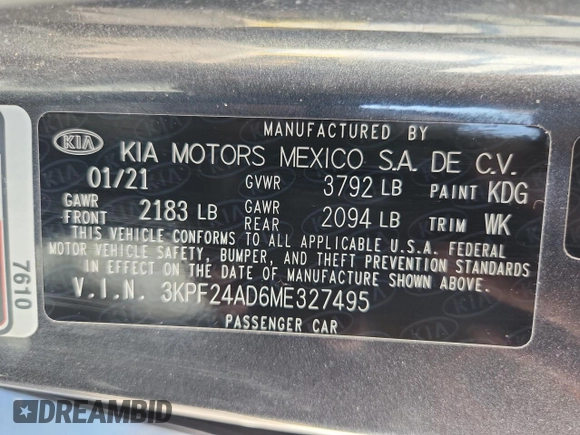 MANUFACTURED BY
KIA
KIA MOTORS MEXICO S.A. DE C.V.
01/21 GVWR 3792 LB PAINT KDG
GAWR FRONT 2183 LB GAWR REAR 2094 LB TRIM WK
THIS VEHICLE CONFORMS TO ALL APPLICABLE U.S.A. FEDERAL
MOTOR VEHICLE SAFETY, BUMPER, AND THEFT PREVENTION STANDARDS
IN EFFECT ON THE DATE OF MANUFACTURE SHOWN ABOVE.
V.I.N. 3KPF24AD6ME327495
PASSENGER CAR
7610
DREAMBID